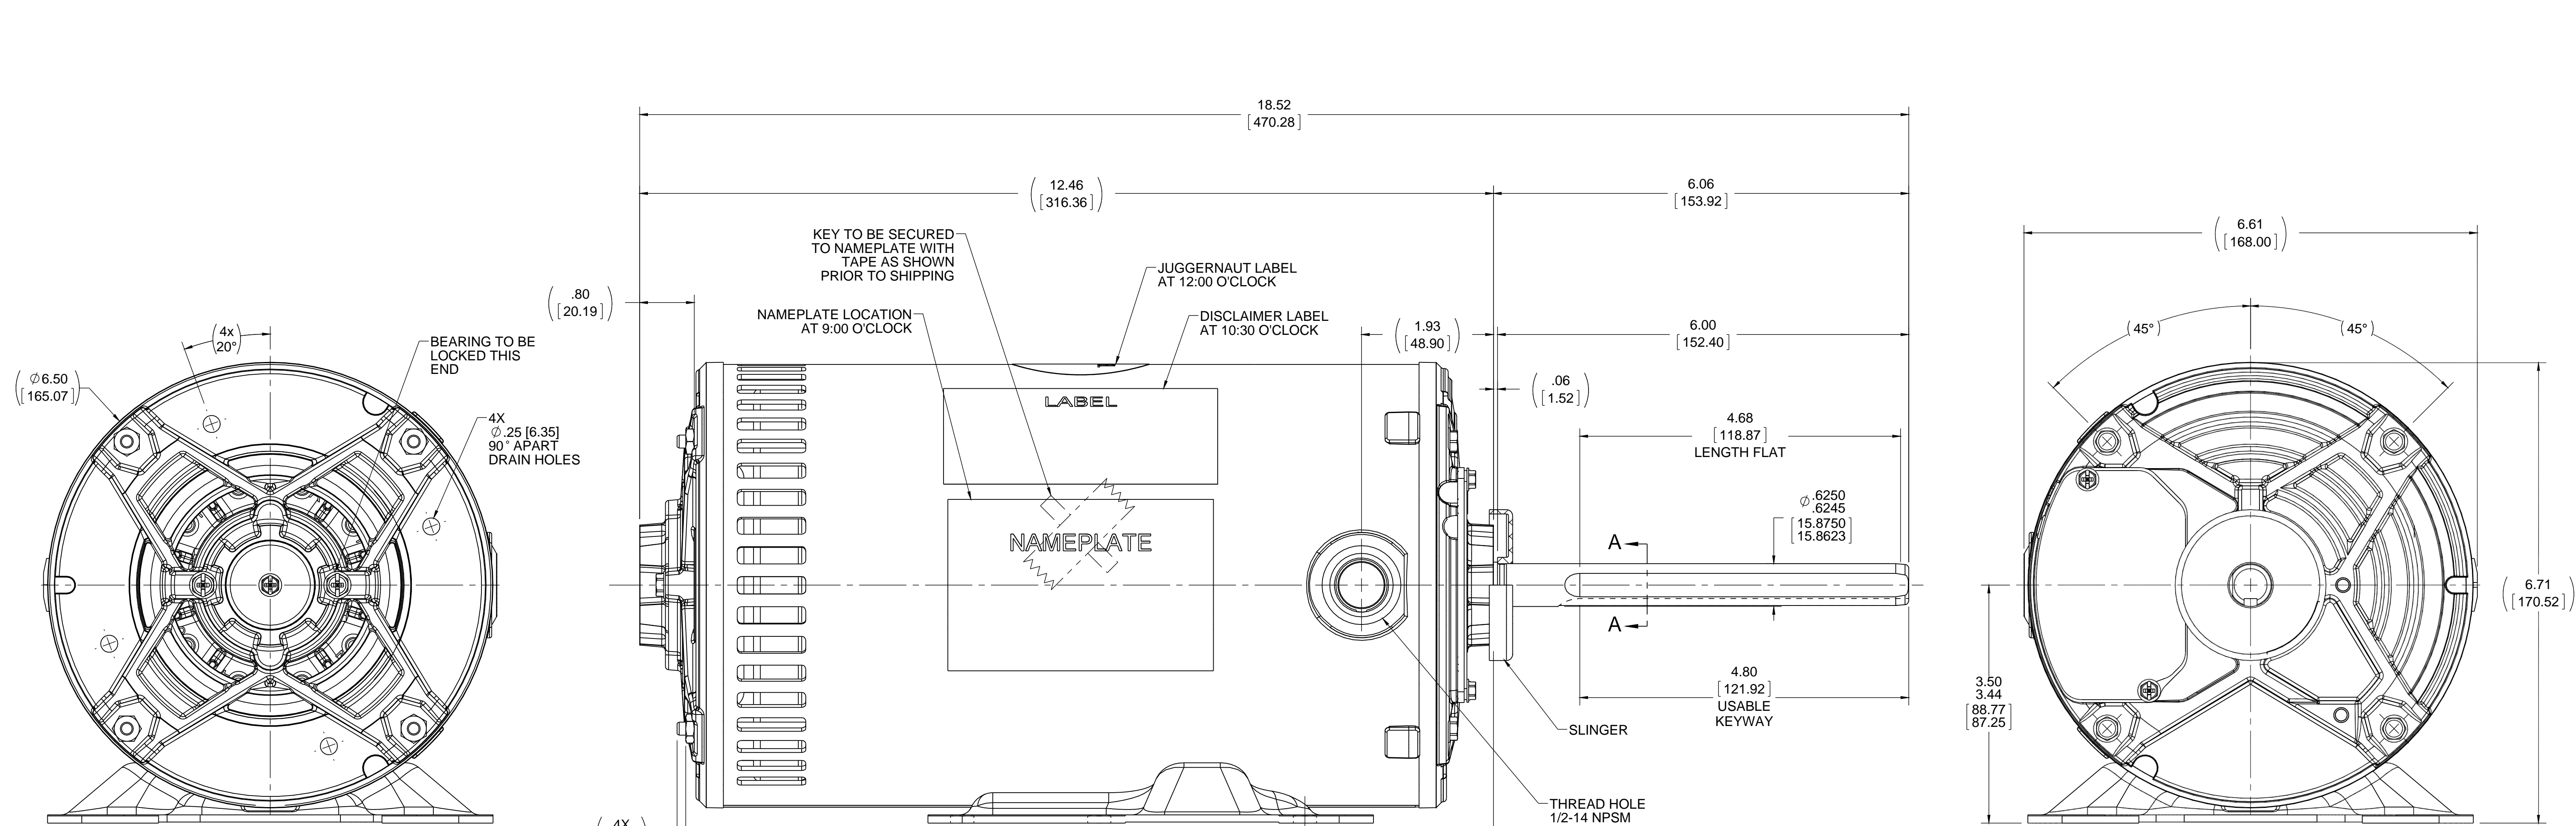 18.52
[470.28]
(12.46
[316.36])
6.06
[153.92]
(6.61
[168.00])
KEY TO BE SECURED
TO NAMEPLATE WITH
TAPE AS SHOWN
PRIOR TO SHIPPING
JUGGERNAUT LABEL
AT 12:00 O'CLOCK
(.80
[20.19])
NAMEPLATE LOCATION
AT 9:00 O'CLOCK
DISCLAIMER LABEL
AT 10:30 O'CLOCK
(1.93
[48.90])
6.00
[152.40]
(45°)
(45°)
(4x
20°)
BEARING TO BE
LOCKED THIS
END
(∅6.50
[165.07])
(.06
[1.52])
LABEL
4X
∅.25 [6.35]
90° APART
DRAIN HOLES
4.68
[118.87]
LENGTH FLAT
∅.6250
.6245
[15.8750
15.8623]
NAMEPLATE
A
A
(6.71
[170.52])
4.80
[121.92]
USABLE
KEYWAY
3.50
3.44
[88.77
87.25]
SLINGER
THREAD HOLE
1/2-14 NPSM
(4X